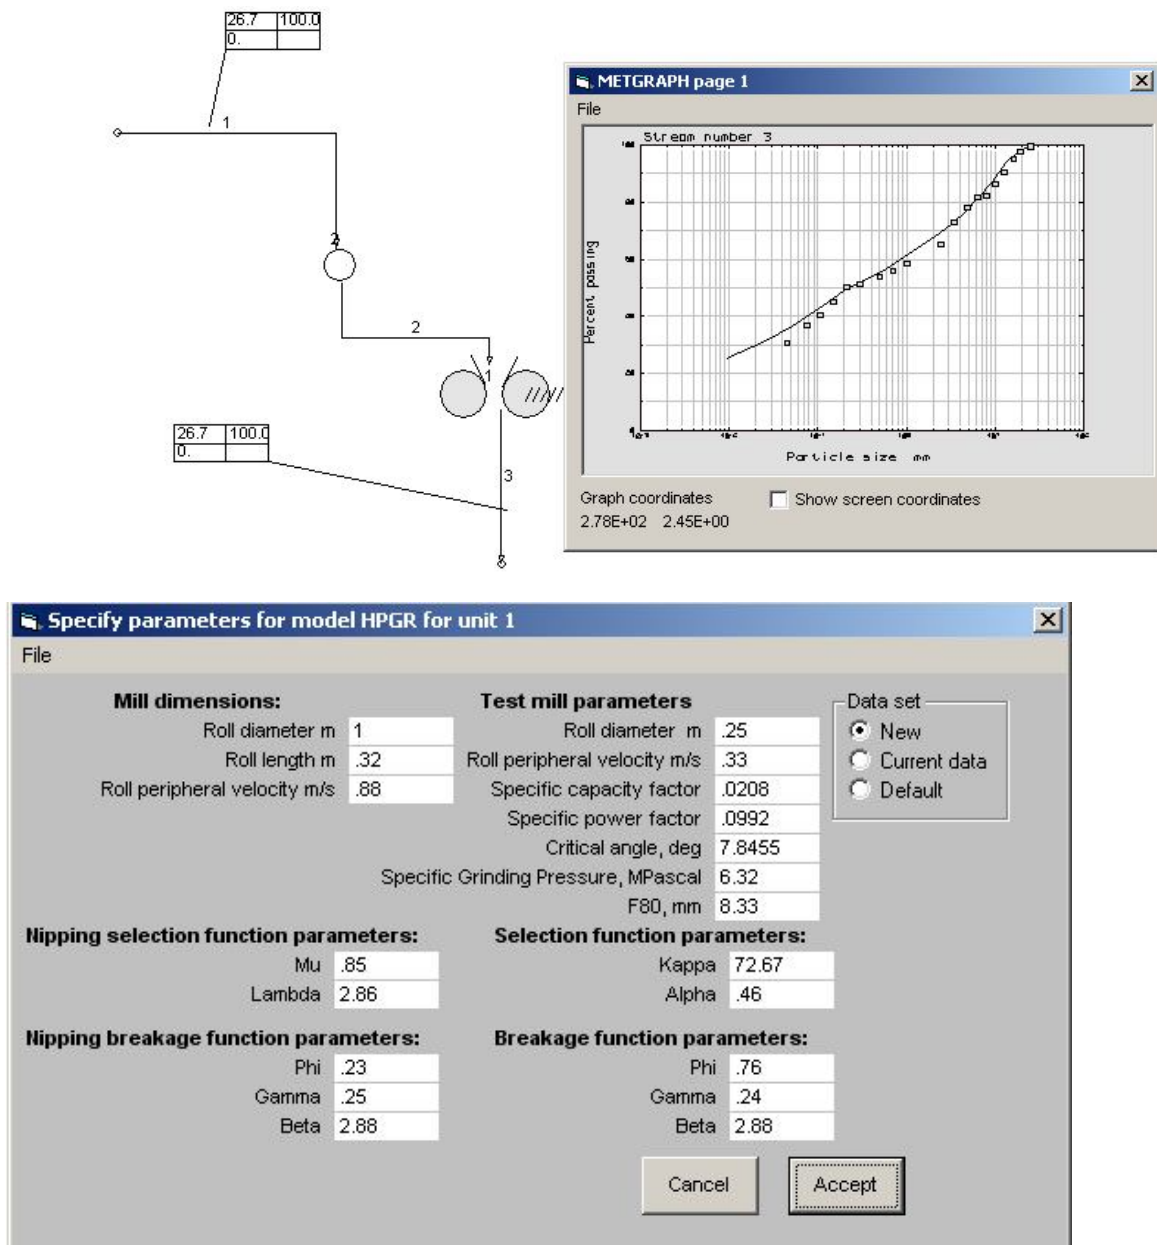 26.7 100.0
0.
1
2
2
1
26.7 100.0
0.
3
METGRAPH page 1
File
Stream number 3
Percent passing
Particle size mm
Graph coordinates
Show screen coordinates
2.78E+02 2.45E+00
Specify parameters for model HPGR for unit 1
File
Mill dimensions:
Roll diameter m 1
Roll length m .32
Roll peripheral velocity m/s .88
Test mill parameters
Roll diameter m .25
Roll peripheral velocity m/s .33
Specific capacity factor .0208
Specific power factor .0992
Critical angle, deg 7.8455
Specific Grinding Pressure, MPascal 6.32
F80, mm 8.33
Data set
New
Current data
Default
Nipping selection function parameters:
Mu .85
Lambda 2.86
Selection function parameters:
Kappa 72.67
Alpha .46
Nipping breakage function parameters:
Phi .23
Gamma .25
Beta 2.88
Breakage function parameters:
Phi .76
Gamma .24
Beta 2.88
Cancel
Accept